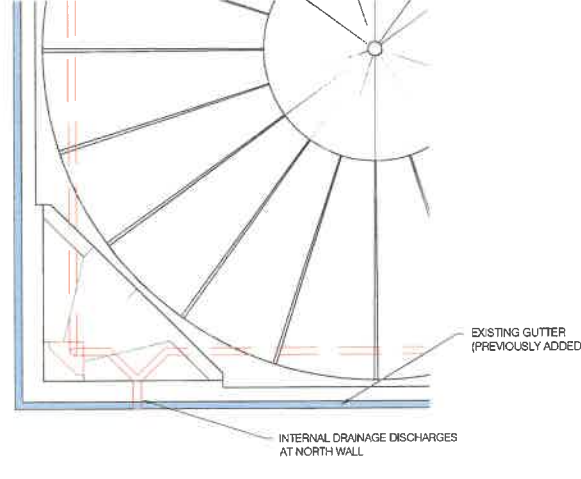 EXISTING GUTTER
(PREVIOUSLY ADDED
INTERNAL DRAINAGE DISCHARGES
AT NORTH WALL